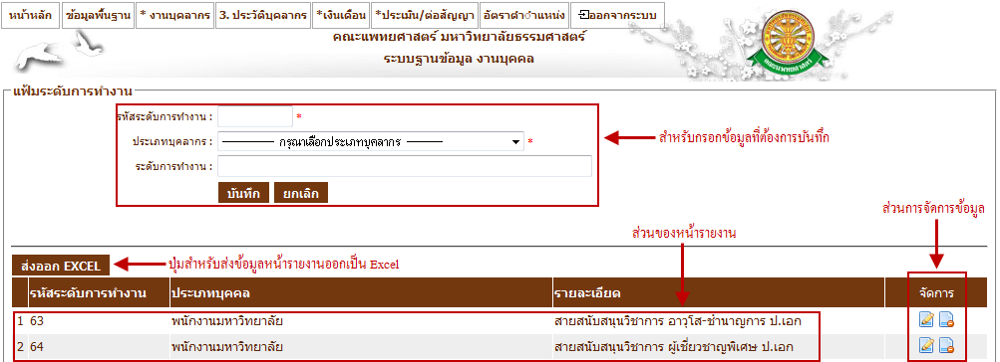 หน้าหลัก ข้อมูลพื้นฐาน * งานบุคลากร 3. ประวัติบุคลากร *เงินเดือน *ประเมิน/ต่อสัญญา อัตราตำแหน่ง ออกจากระบบ
คณะแพทยศาสตร์ มหาวิทยาลัยธรรมศาสตร์
ระบบฐานข้อมูล งานบุคคล
แฟ้มระดับการทำงาน
รหัสระดับการทำงาน : *
ประเภทบุคลากร : ———— กรุณาเลือกประเภทบุคลากร ———— *
สำหรับกรอกข้อมูลที่ต้องการบันทึก
ระดับการทำงาน :
บันทึก ยกเลิก
ส่วนการจัดการข้อมูล
ส่วนของหน้ารายงาน
ส่งออก EXCEL ปุ่มสำหรับส่งข้อมูลหน้ารายงานออกเป็น Excel
รหัสระดับการทำงาน ประเภทบุคคล รายละเอียด จัดการ
1 63 พนักงานมหาวิทยาลัย สายสนับสนุนวิชาการ อาวุโส-ชำนาญการ ป.เอก
2 64 พนักงานมหาวิทยาลัย สายสนับสนุนวิชาการ ผู้เชี่ยวชาญพิเศษ ป.เอก